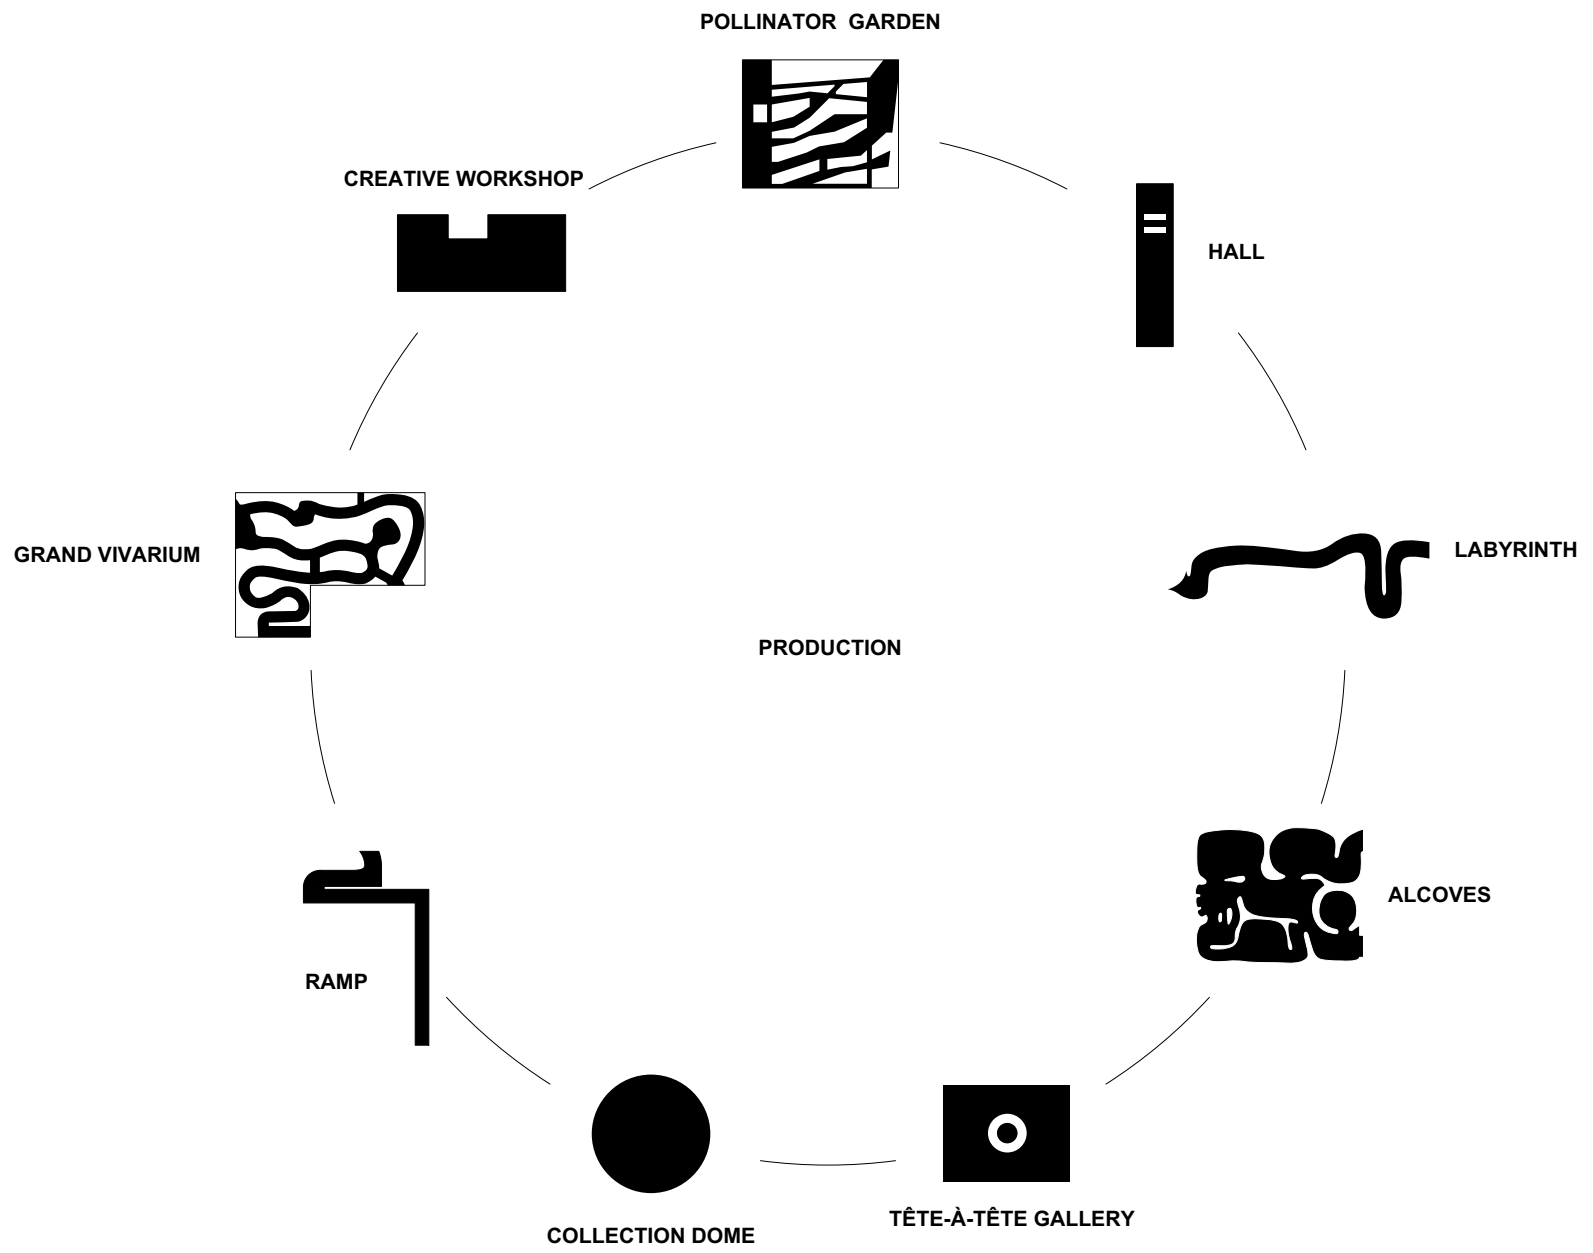 POLLINATOR GARDEN
CREATIVE WORKSHOP
HALL
GRAND VIVARIUM
LABYRINTH
PRODUCTION
ALCOVES
RAMP
TÊTE-À-TÊTE GALLERY
COLLECTION DOME